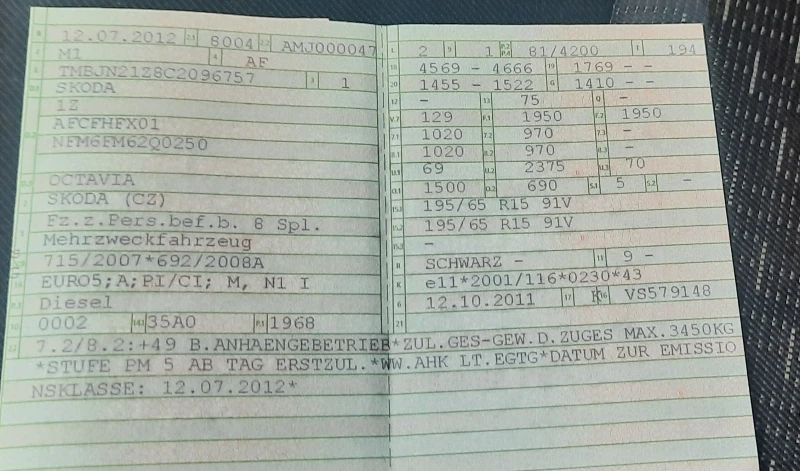 12.07.2012 8004 AMJ000047
M1 AF
TMBJN21Z8C2096757 1
SKODA
1Z
AFCFHFX01
NFM6FM62Q0250
OCTAVIA
SKODA (CZ)
Fz.z.Pers.bef.b. 8 Spl.
Mehrzweckfahrzeug
715/2007*692/2008A
EURO5;A;PI/CI; M, N1 I
Diesel
0002 35A0 1968
2 1 81/4200 194
4569 - 4666 1769 - -
1455 - 1522 1410 - -
- 75 -
129 1950 1950
1020 970 -
1020 970 -
69 2375 70
1500 690 5 -
195/65 R15 91V
195/65 R15 91V
-
SCHWARZ - 9 -
e11*2001/116*0230*43
12.10.2011 K VS579148
7.2/8.2:+49 B.ANHAENGEBETRIEB*ZUL.GES-GEW.D.ZUGES MAX.3450KG
*STUFE PM 5 AB TAG ERSTZUL.*WW.AHK LT.EGTG*DATUM ZUR EMISSIO
NSKLASSE: 12.07.2012*